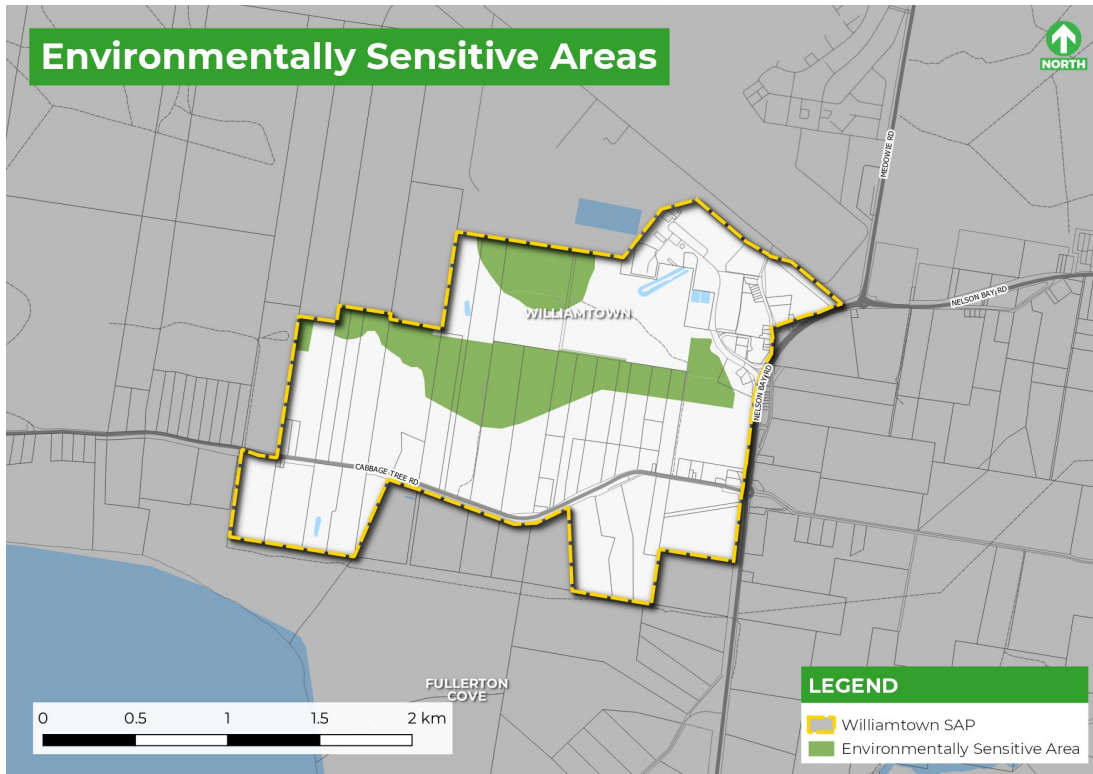 Environmentally Sensitive Areas
NORTH
MEDOWIE RD
NELSON BAY RD
WILLIAMTOWN
NELSON BAY RD
CABBAGE TREE RD
FULLERTON
COVE
0 0.5 1 1.5 2 km
LEGEND
Williamtown SAP
Environmentally Sensitive Area